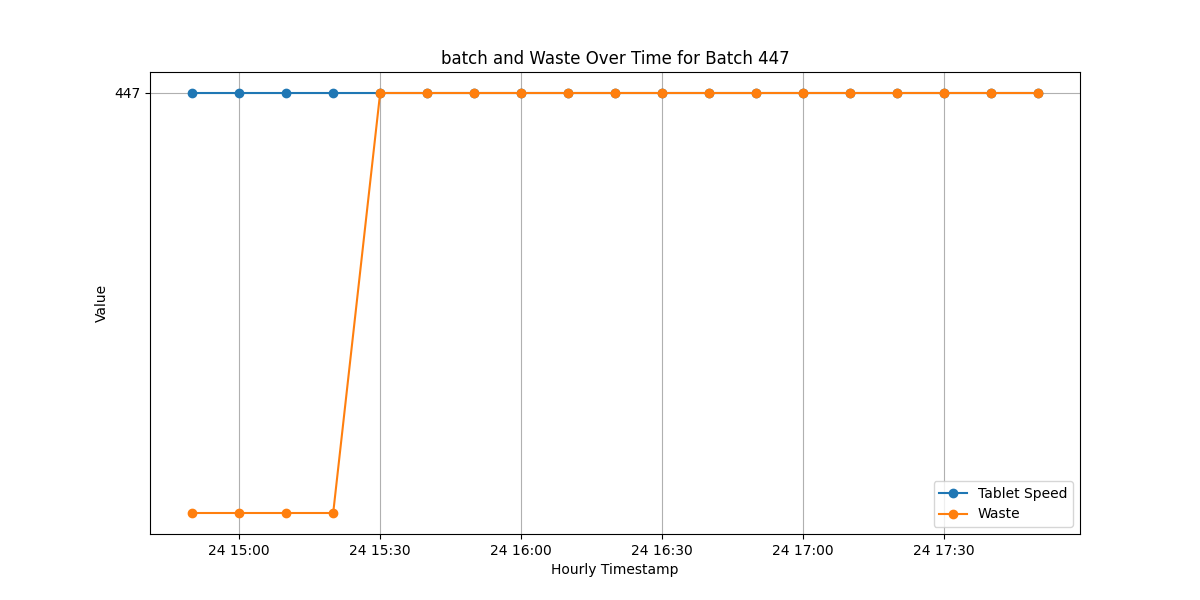 batch and Waste Over Time for Batch 447
447
Value
Tablet Speed
Waste
24 15:00 24 15:30 24 16:00 24 16:30 24 17:00 24 17:30
Hourly Timestamp